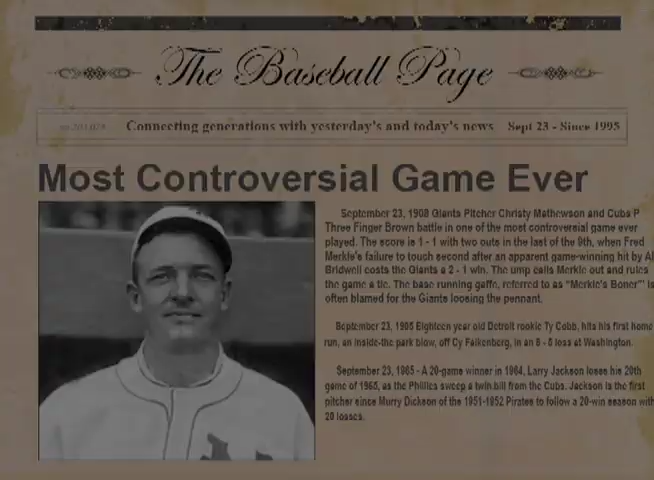 The Baseball Page
Connecting generations with yesterday's and today's news Sept 23 - Since 1995
Most Controversial Game Ever
September 23, 1908 Giants Pitcher Christy Mathewson and Cubs P
Three Finger Brown battle in one of the most controversial game ever
played. The score is 1 - 1 with two outs in the last of the 9th, when Fred
Merkle's failure to touch second after an apparent game-winning hit by Al
Bridwell costs the Giants a 2 - 1 win. The ump calls Merkle out and rules
the game a tie. The base running gaffe, referred to as "Merkle's Boner" is
often blamed for the Giants loosing the pennant.
September 23, 1905 Eighteen year old Detroit rookie Ty Cobb, hits his first home
run, an inside-the park blow, off Cy Falkenberg, in an 8 - 5 loss at Washington.
September 23, 1965 - A 20-game winner in 1964, Larry Jackson loses his 20th
game of 1965, as the Phillies sweep a twin bill from the Cubs. Jackson is the first
pitcher since Murry Dickson of the 1951-1952 Pirates to follow a 20-win season with
20 losses.